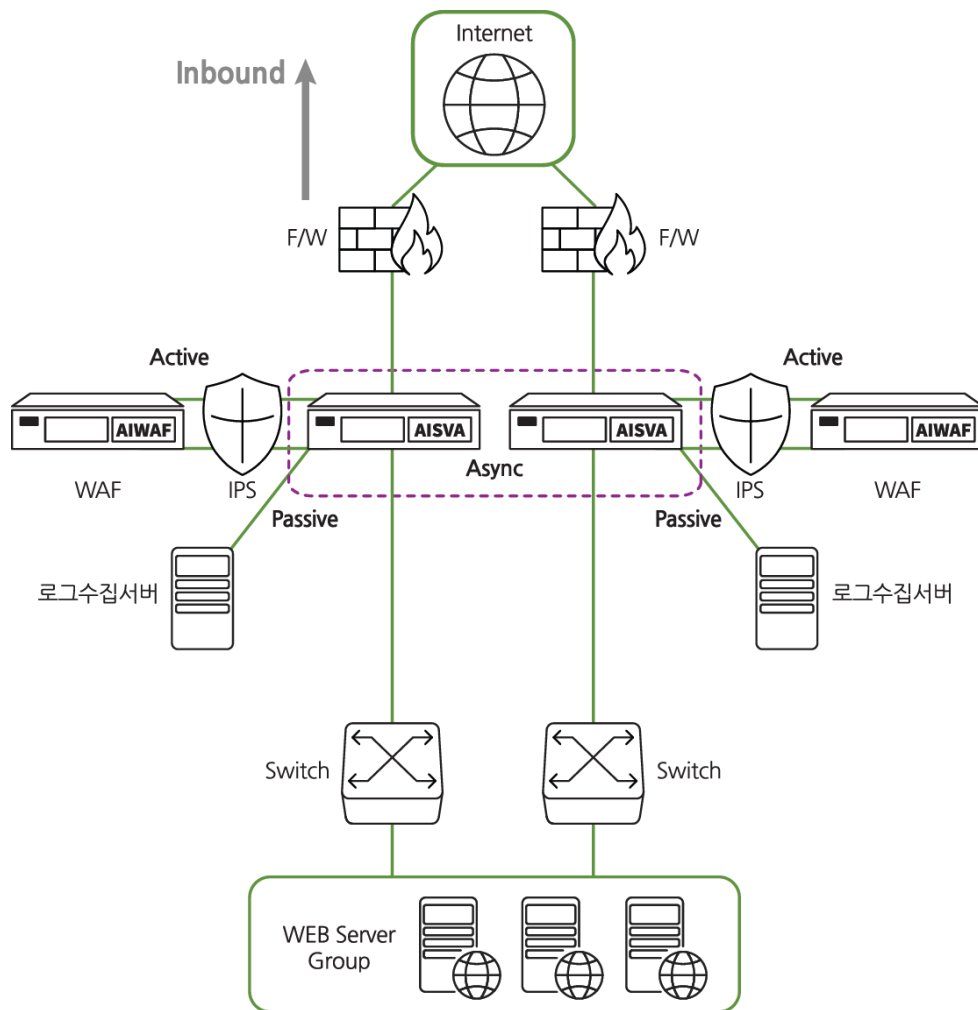 Internet
Inbound
F/W
F/W
Active
Active
AIWAF
AISVA
AISVA
AIWAF
Async
WAF
IPS
IPS
WAF
Passive
Passive
로그수집서버
로그수집서버
Switch
Switch
WEB Server
Group